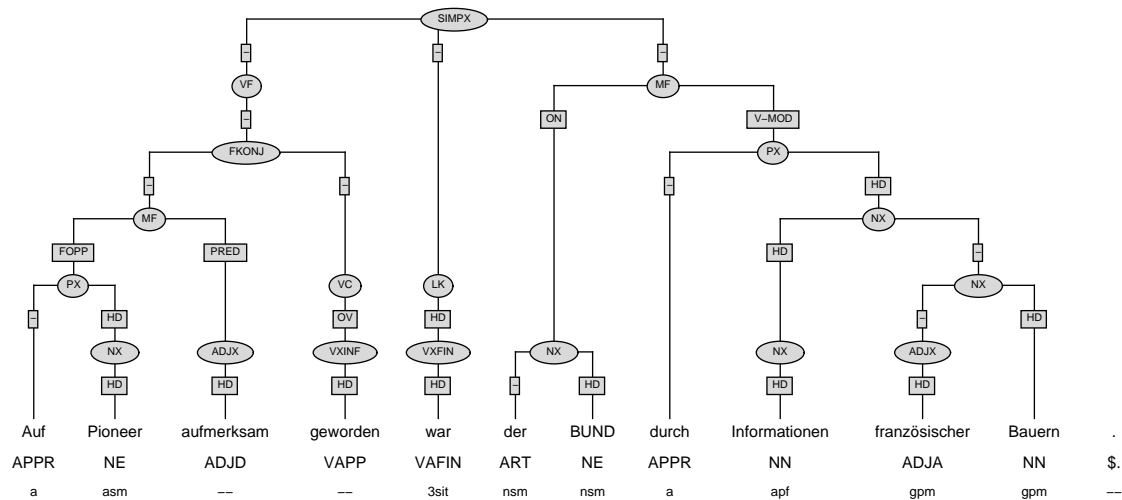 SIMPX
– – –
VF MF
– ON V–MOD
FKONJ PX
– – – HD
MF NX
FOPP PRED HD –
PX VC LK NX
– HD OV HD – HD
NX ADJX VXINF VXFIN NX NX ADJX
HD HD HD HD – HD HD HD
Auf Pioneer aufmerksam geworden war der BUND durch Informationen französischer Bauern .
APPR NE ADJD VAPP VAFIN ART NE APPR NN ADJA NN $.
a asm –– –– 3sit nsm nsm a apf gpm gpm ––